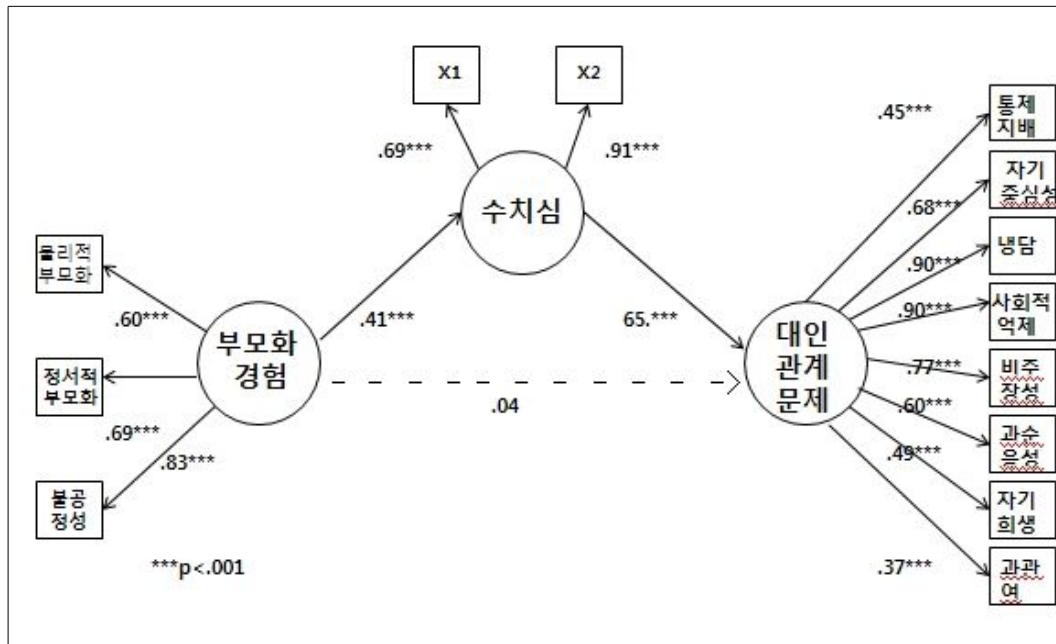 X1
X2
.69***
.91***
수치심
물리적
부모화
.60***
정서적
부모화
.69***
.83***
불공
정성
부모화
경험
.41***
65.***
.04
대인
관계
문제
.45***
통제
지배
.68***
자기
중심성
.90***
냉담
.90***
사회적
억제
.77***
비주
장성
.60***
과순
응성
.49***
자기
희생
.37***
과관
여
***p<.001